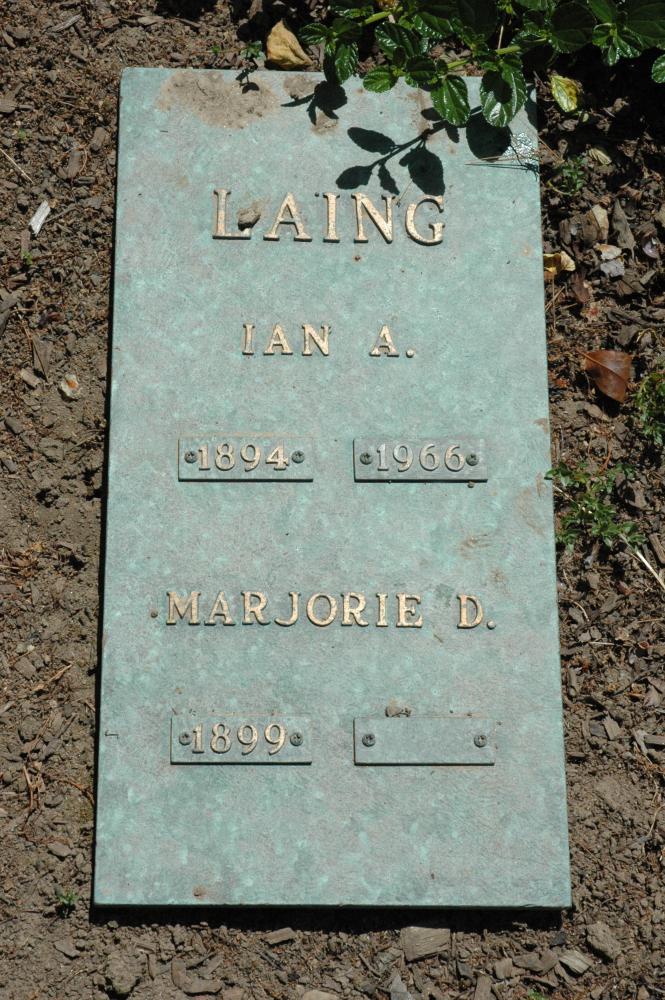 LAING
IAN A.
1894 1966
MARJORIE D.
1899